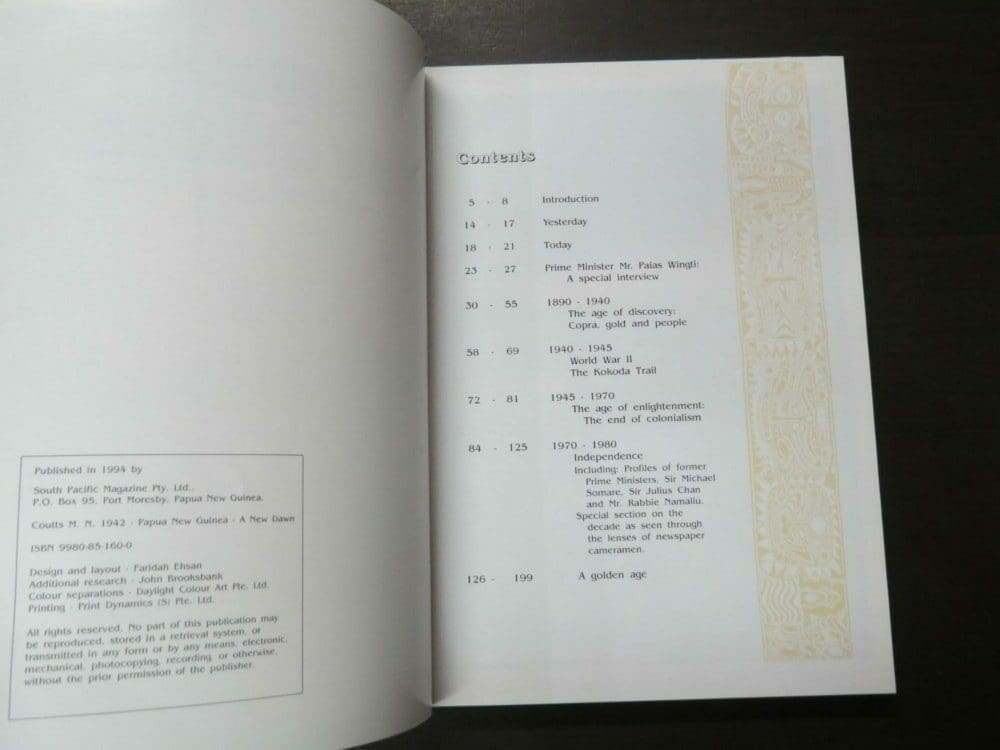 Published in 1994 by
South Pacific Magazine Pty. Ltd.,
P.O. Box 95, Port Moresby, Papua New Guinea.
Coutts M. N. 1942 - Papua New Guinea - A New Dawn
ISBN 9980-85-160-0
Design and layout - Faridah Ehsan
Additional research - John Brooksbank
Colour separations - Daylight Colour Art Pte. Ltd.
Printing - Print Dynamics (S) Pte. Ltd.
All rights reserved. No part of this publication may
be reproduced, stored in a retrieval system, or
transmitted in any form or by any means, electronic,
mechanical, photocopying, recording, or otherwise,
without the prior permission of the publisher.
Contents
5 - 8 Introduction
14 - 17 Yesterday
18 - 21 Today
23 - 27 Prime Minister Mr. Paias Wingti:
A special interview
30 - 55 1890 - 1940
The age of discovery:
Copra, gold and people
58 - 69 1940 - 1945
World War II
The Kokoda Trail
72 - 81 1945 - 1970
The age of enlightenment:
The end of colonialism
84 - 125 1970 - 1980
Independence
Including: Profiles of former
Prime Ministers, Sir Michael
Somare, Sir Julius Chan
and Mr. Rabbie Namaliu.
Special section on the
decade as seen through
the lenses of newspaper
cameramen.
126 - 199 A golden age